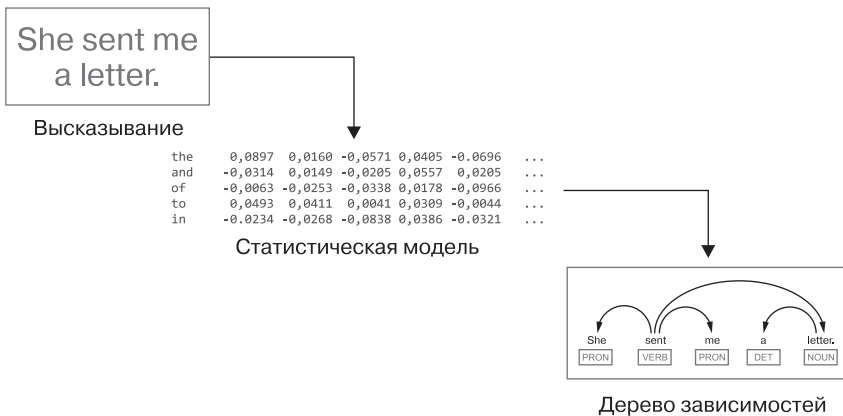 She sent me
a letter.
Высказывание
the 0,0897 0,0160 -0,0571 0,0405 -0.0696 ...
and -0,0314 0,0149 -0,0205 0,0557 0,0205 ...
of -0,0063 -0,0253 -0,0338 0,0178 -0,0966 ...
to 0,0493 0,0411 0,0041 0,0309 -0,0044 ...
in -0.0234 -0,0268 -0,0838 0,0386 -0.0321 ...
Статистическая модель
She sent me a letter.
PRON VERB PRON DET NOUN
Дерево зависимостей